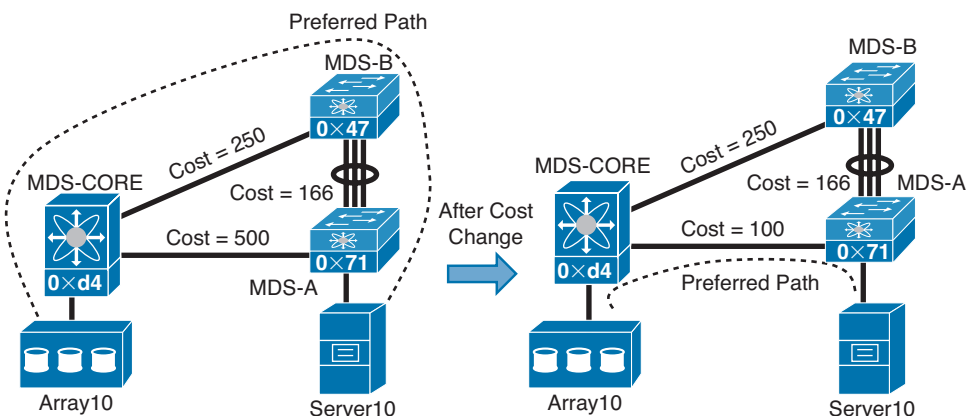 Preferred Path
MDS-B
0×47
Cost = 250
MDS-CORE
Cost = 166
Cost = 500
0×71
0×d4
MDS-A
Array10
Server10
After Cost
Change
MDS-B
0×47
Cost = 250
MDS-CORE
Cost = 166
MDS-A
Cost = 100
0×71
0×d4
Preferred Path
Array10
Server10